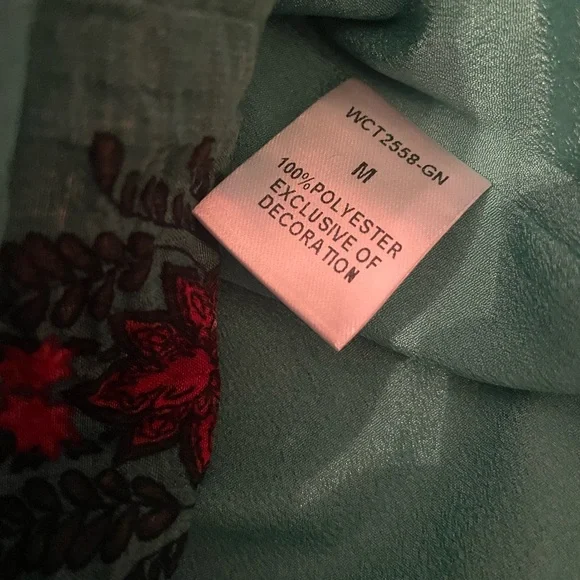 WCT2558-GN
M
100%POLYESTER
EXCLUSIVE OF
DECORATION